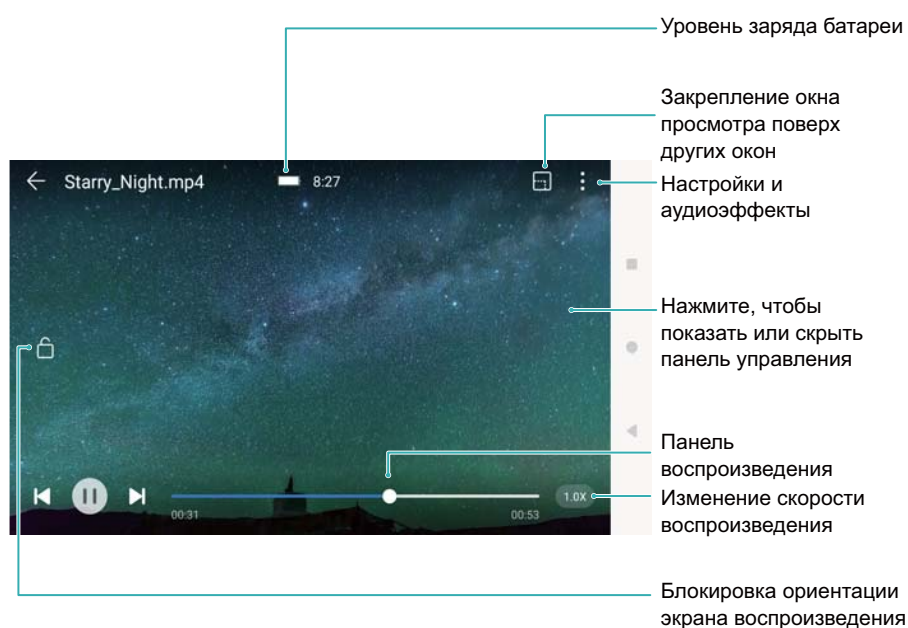 Уровень заряда батареи
Закрепление окна
просмотра поверх
других окон
Starry_Night.mp4
8:27
Настройки и
аудиоэффекты
Нажмите, чтобы
показать или скрыть
панель управления
Панель
воспроизведения
1.0X
Изменение скорости
воспроизведения
00:31
00:53
Блокировка ориентации
экрана воспроизведения